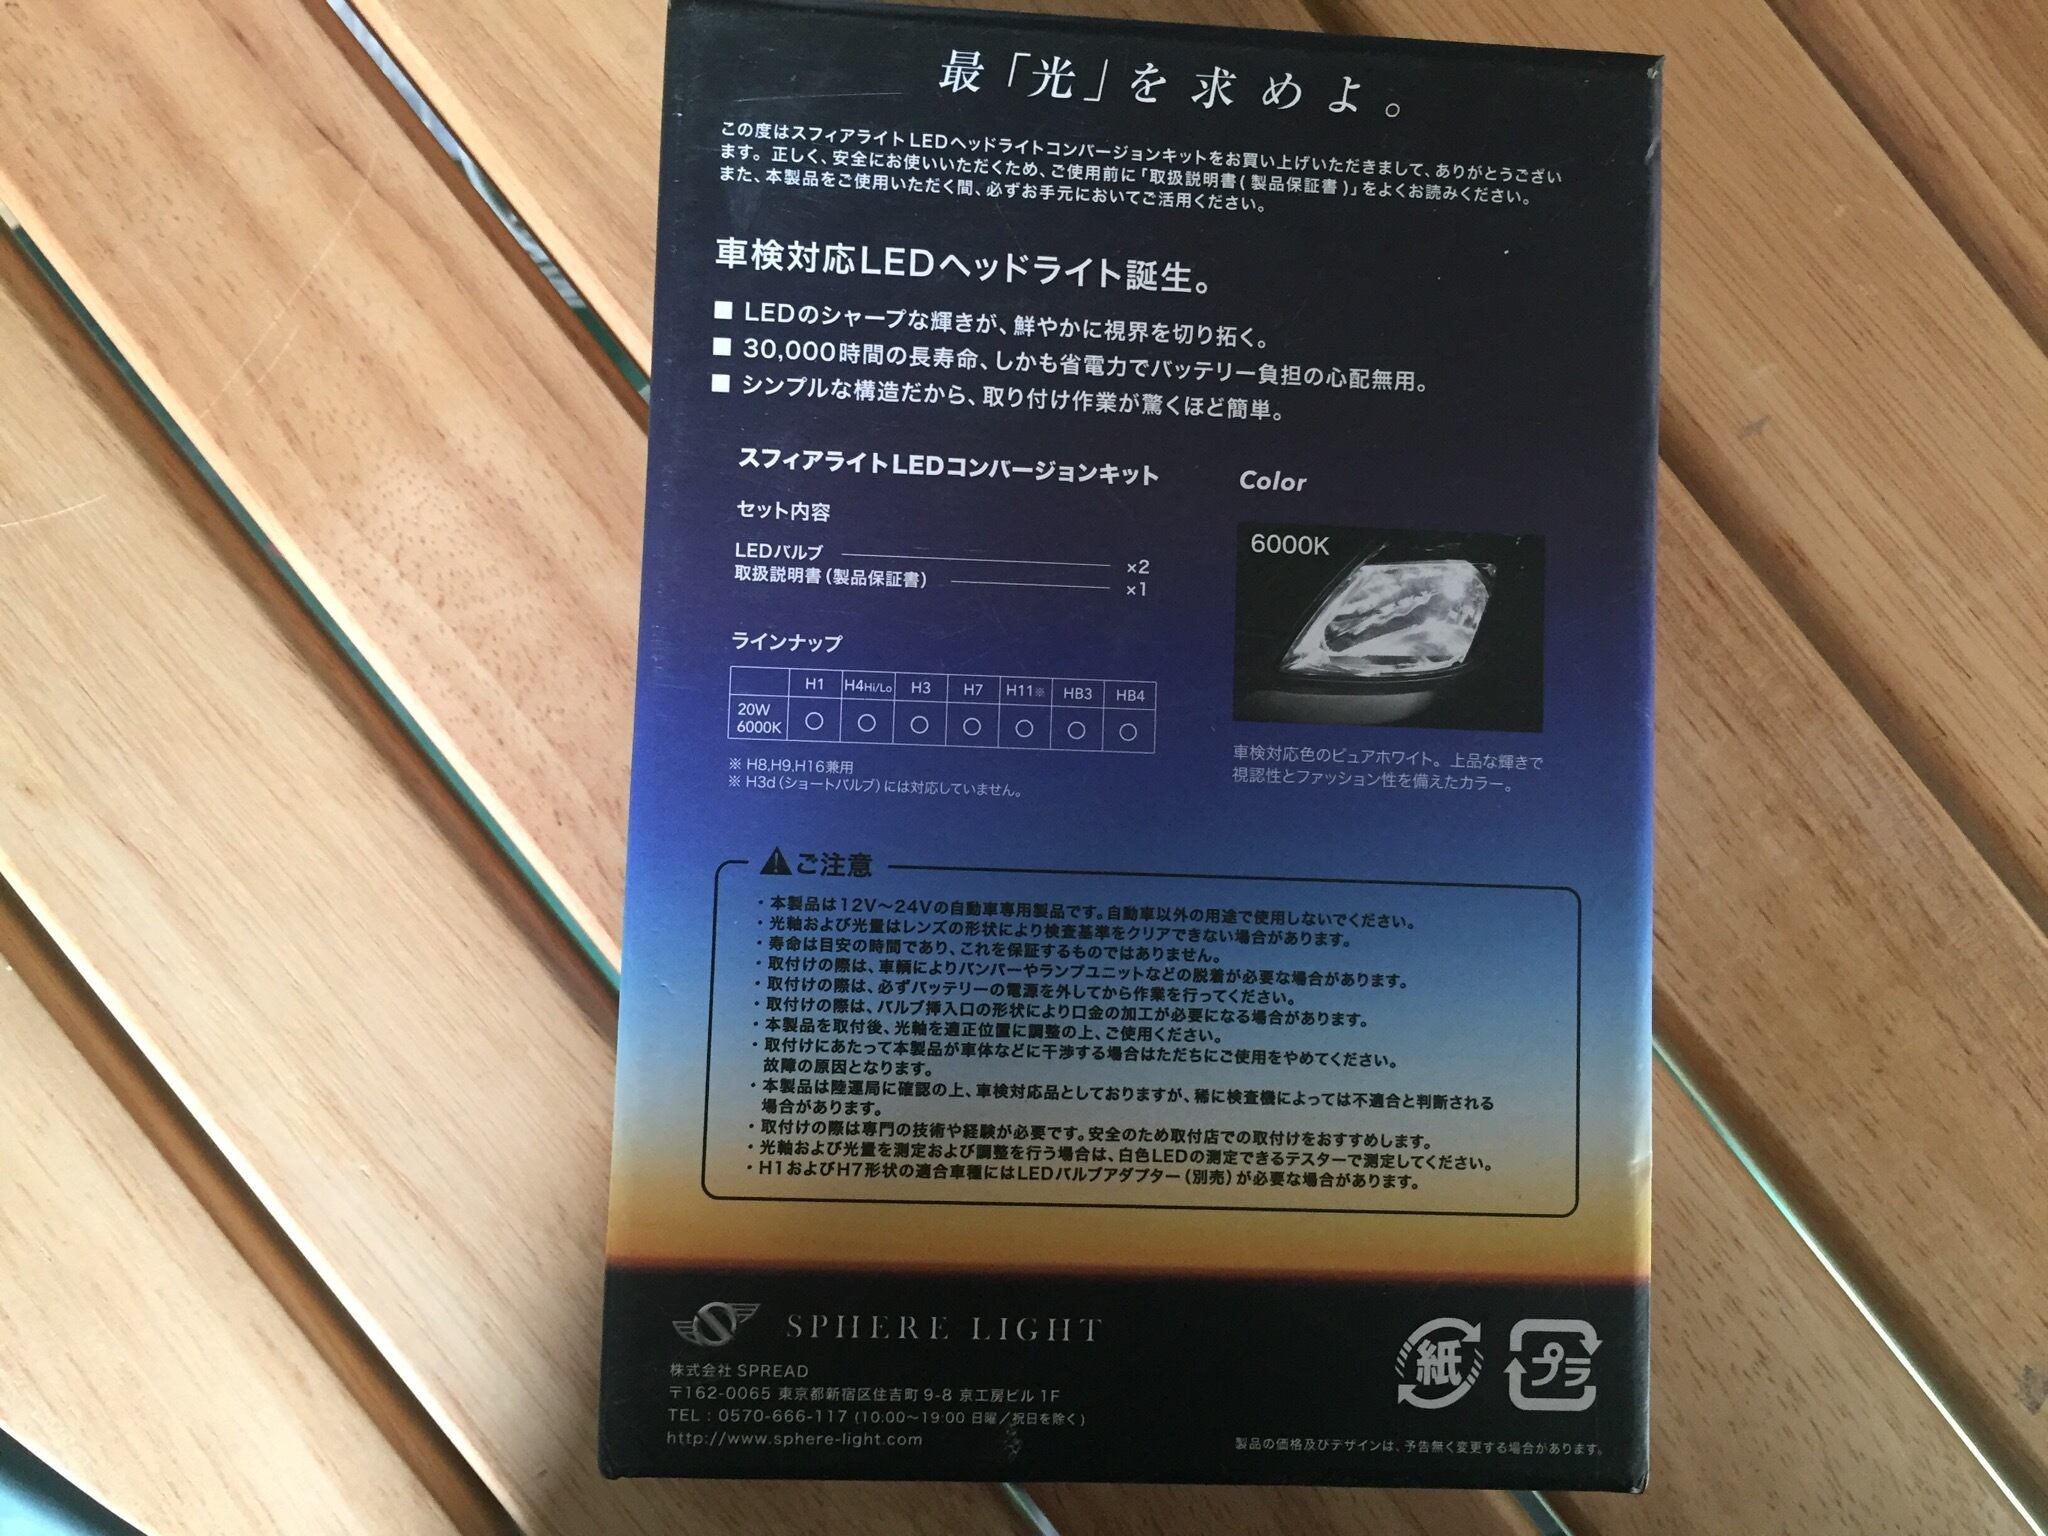 最「光」を求めよ。
この度はスフィアライトLEDヘッドライトコンバージョンキットをお買い上げいただきまして、ありがとうござい
ます。正しく、安全にお使いいただくため、ご使用前に「取扱説明書(製品保証書)」をよくお読みください。
また、本製品をご使用いただく間、必ずお手元においてご活用ください。
車検対応LEDヘッドライト誕生。
■ LEDのシャープな輝きが、鮮やかに視界を切り拓く。
■ 30,000時間の長寿命、しかも省電力でバッテリー負担の心配無用。
■ シンプルな構造だから、取り付け作業が驚くほど簡単。
スフィアライトLEDコンバージョンキット
セット内容
LEDバルブ ×2
取扱説明書(製品保証書) ×1
ラインナップ
H1 H4Hi/Lo H3 H7 H11※ HB3 HB4
20W 6000K ○ ○ ○ ○ ○ ○ ○
※ H8,H9,H16兼用
※ H3d(ショートバルブ)には対応していません。
Color
6000K
車検対応色のピュアホワイト。上品な輝きで
視認性とファッション性を備えたカラー。
⚠ご注意
・本製品は12V～24Vの自動車専用製品です。自動車以外の用途で使用しないでください。
・光軸および光量はレンズの形状により検査基準をクリアできない場合があります。
・寿命は目安の時間であり、これを保証するものではありません。
・取付けの際は、車輌によりバンパーやランプユニットなどの脱着が必要な場合があります。
・取付けの際は、必ずバッテリーの電源を外してから作業を行ってください。
・取付けの際は、バルブ挿入口の形状により口金の加工が必要になる場合があります。
・本製品を取付後、光軸を適正位置に調整の上、ご使用ください。
・取付けにあたって本製品が車体などに干渉する場合はただちにご使用をやめてください。
故障の原因となります。
・本製品は陸運局に確認の上、車検対応品としておりますが、稀に検査機によっては不適合と判断される
場合があります。
・取付けの際は専門の技術や経験が必要です。安全のため取付店での取付けをおすすめします。
・光軸および光量を測定および調整を行う場合は、白色LEDの測定できるテスターで測定してください。
・H1およびH7形状の適合車種にはLEDバルブアダプター(別売)が必要な場合があります。
SPHERE LIGHT
株式会社 SPREAD
〒162-0065 東京都新宿区住吉町 9-8 京工房ビル 1F
TEL : 0570-666-117 (10:00～19:00 日曜／祝日を除く)
http://www.sphere-light.com
紙
プラ
製品の価格及びデザインは、予告無く変更する場合があります。